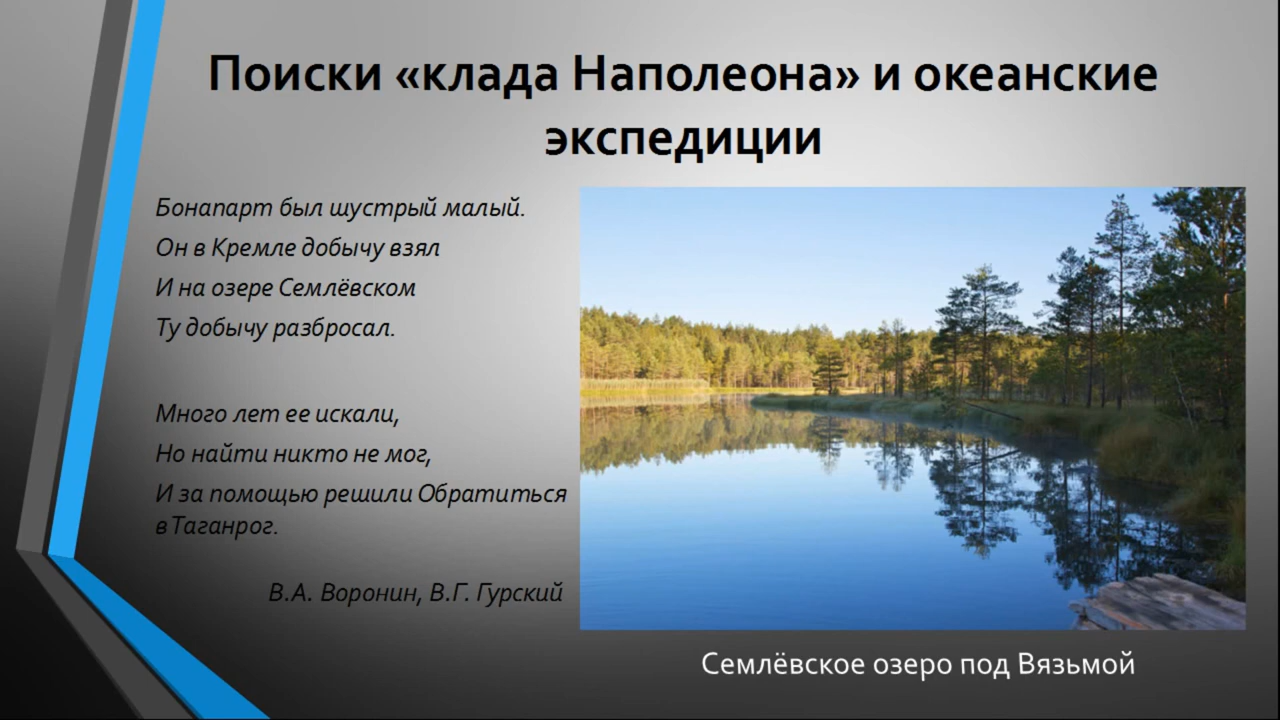 Поиски «клада Наполеона» и океанские
экспедиции
Бонапарт был шустрый малый.
Он в Кремле добычу взял
И на озере Семлёвском
Ту добычу разбросал.
Много лет ее искали,
Но найти никто не мог,
И за помощью решили Обратиться
в Таганрог.
В.А. Воронин, В.Г. Гурский
Семлёвское озеро под Вязьмой